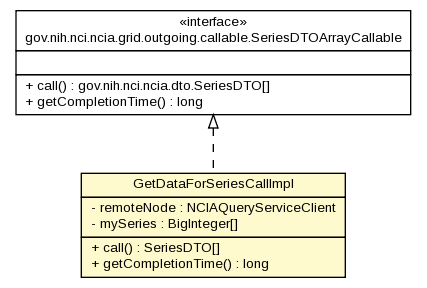 «interface»
gov.nih.nci.ncia.grid.outgoing.callable.SeriesDTOArrayCallable
+ call() : gov.nih.nci.ncia.dto.SeriesDTO[]
+ getCompletionTime() : long
GetDataForSeriesCallImpl
- remoteNode : NCIAQueryServiceClient
- mySeries : BigInteger[]
+ call() : SeriesDTO[]
+ getCompletionTime() : long